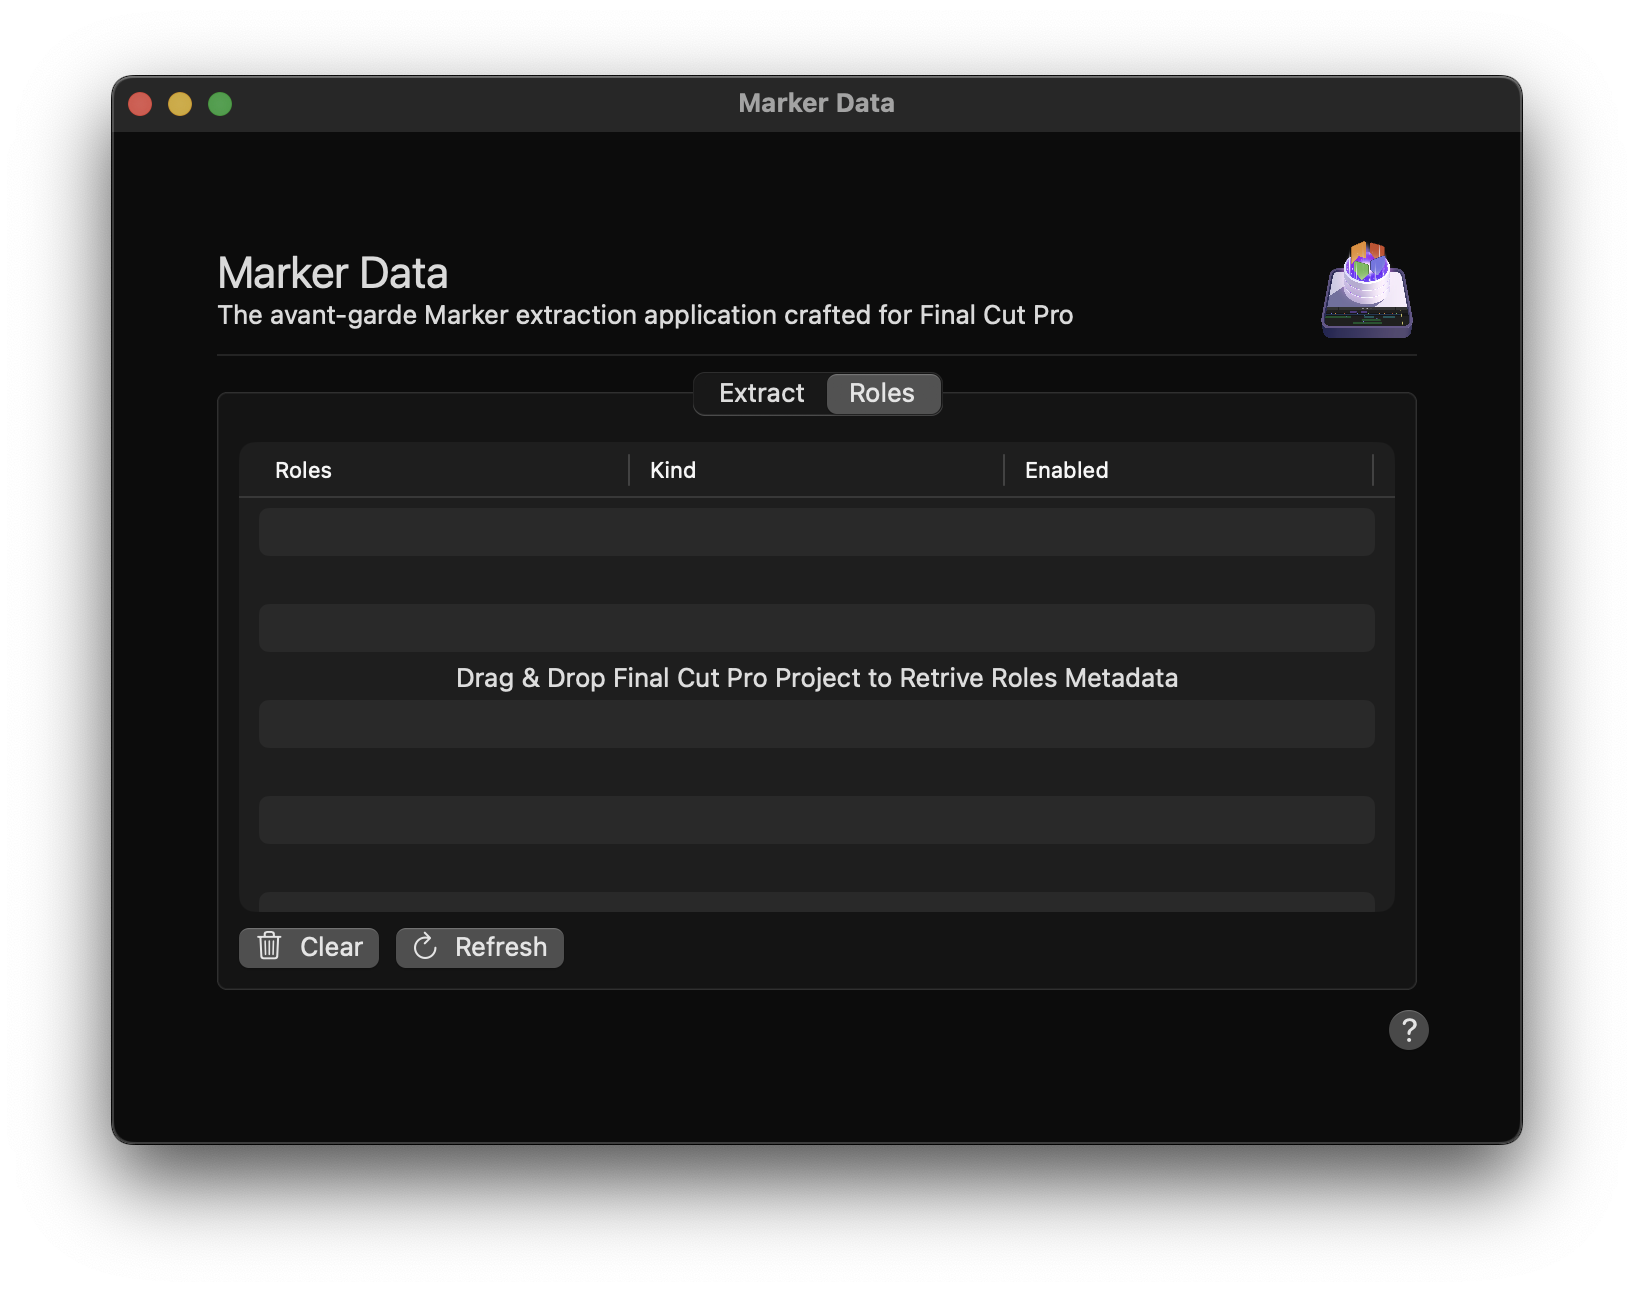 Marker Data
Marker Data
The avant-garde Marker extraction application crafted for Final Cut Pro
Extract Roles
Roles Kind Enabled
Drag & Drop Final Cut Pro Project to Retrive Roles Metadata
Clear Refresh
?